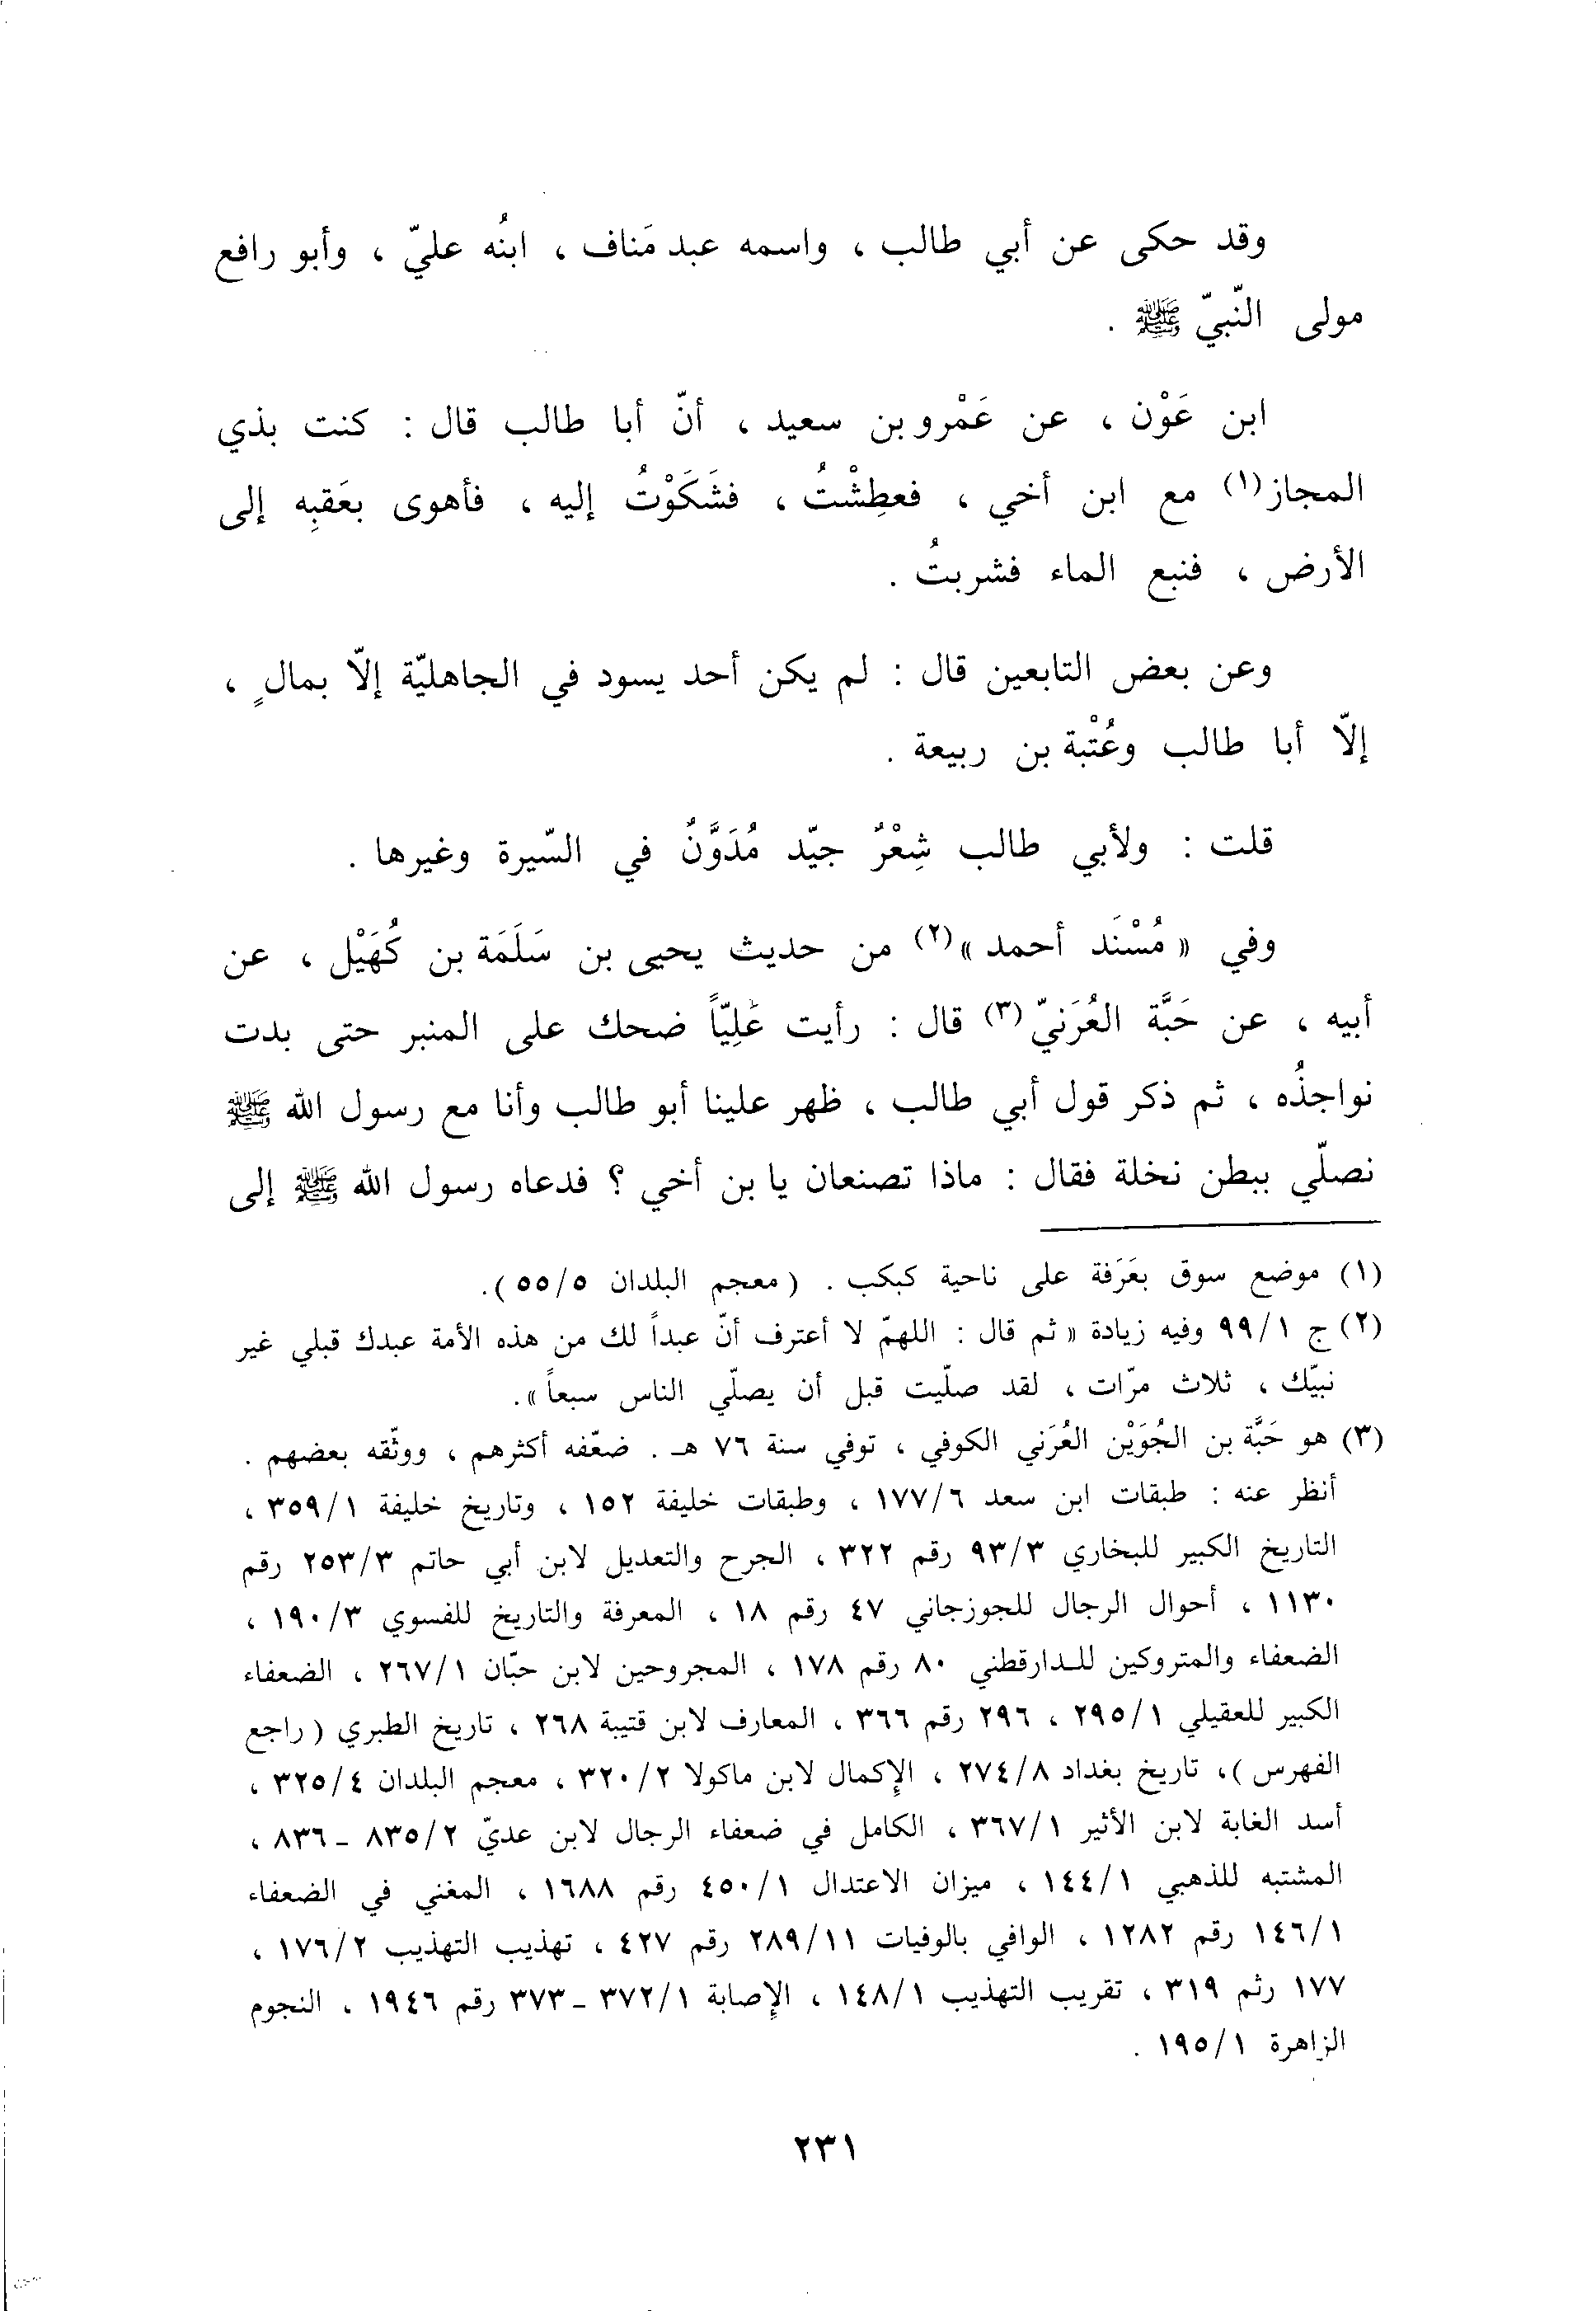 وقد حكى عن أبي طالب ، واسمه عبد مَناف ، ابنُه عليّ ، وأبو رافع
مولى النّبيّ ﷺ .
ابن عَوْن ، عن عَمْرو بن سعيد ، أنّ أبا طالب قال : كنت بذي
المجاز(١) مع ابن أخي ، فعطِشْتُ ، فشَكَوْتُ إليه ، فأهوى بعَقبِه إلى
الأرض ، فنبع الماء فشربتُ .
وعن بعض التابعين قال : لم يكن أحد يسود في الجاهليّة إلّا بمالٍ ،
إلّا أبا طالب وعُتْبة بن ربيعة .
قلت : ولأبي طالب شِعْرٌ جيّد مُدَوَّنٌ في السّيرة وغيرها .
وفي « مُسْنَد أحمد »(٢) من حديث يحيى بن سَلَمَة بن كُهَيْل ، عن
أبيه ، عن حَبَّة العُرَنيّ(٣) قال : رأيت عَلِيّاً ضحك على المنبر حتى بدت
نواجذُه ، ثم ذكر قول أبي طالب ، ظهر علينا أبو طالب وأنا مع رسول الله ﷺ
نصلّي ببطن نخلة فقال : ماذا تصنعان يا بن أخي ؟ فدعاه رسول الله ﷺ إلى
(١) موضع سوق بعَرَفة على ناحية كبكب . ( معجم البلدان ٥/٥٥ ).
(٢) ج ٩٩/١ وفيه زيادة « ثم قال : اللهمّ لا أعترف أنّ عبداً لك من هذه الأمة عبدك قبلي غير
نبيّك ، ثلاث مرّات ، لقد صلّيت قبل أن يصلّي الناس سبعاً ».
(٣) هو حَبَّة بن الجُوَيْن العُرَني الكوفي ، توفي سنة ٧٦ هـ . ضعّفه أكثرهم ، ووثّقه بعضهم .
أنظر عنه : طبقات ابن سعد ١٧٧/٦ ، وطبقات خليفة ١٥٢ ، وتاريخ خليفة ٣٥٩/١ ،
التاريخ الكبير للبخاري ٩٣/٣ رقم ٣٢٢ ، الجرح والتعديل لابن أبي حاتم ٢٥٣/٣ رقم
١١٣٠ ، أحوال الرجال للجوزجاني ٤٧ رقم ١٨ ، المعرفة والتاريخ للفسوي ١٩٠/٣ ،
الضعفاء والمتروكين للـدارقطني ٨٠ رقم ١٧٨ ، المجروحين لابن حبّان ٢٦٧/١ ، الضعفاء
الكبير للعقيلي ٢٩٥/١ ، ٢٩٦ رقم ٣٦٦ ، المعارف لابن قتيبة ٢٦٨ ، تاريخ الطبري ( راجع
الفهرس )، تاريخ بغداد ٢٧٤/٨ ، الإكمال لابن ماكولا ٣٢٠/٢ ، معجم البلدان ٣٢٥/٤ ،
أسد الغابة لابن الأثير ٣٦٧/١ ، الكامل في ضعفاء الرجال لابن عديّ ٨٣٥/٢ ـ ٨٣٦ ،
المشتبه للذهبي ١٤٤/١ ، ميزان الاعتدال ٤٥٠/١ رقم ١٦٨٨ ، المغني في الضعفاء
١٤٦/١ رقم ١٢٨٢ ، الوافي بالوفيات ٢٨٩/١١ رقم ٤٢٧ ، تهذيب التهذيب ١٧٦/٢ ،
١٧٧ رثم ٣١٩ ، تقريب التهذيب ١٤٨/١ ، الإصابة ٣٧٢/١ ـ ٣٧٣ رقم ١٩٤٦ ، النجوم
الزاهرة ١٩٥/١ .
٢٣١